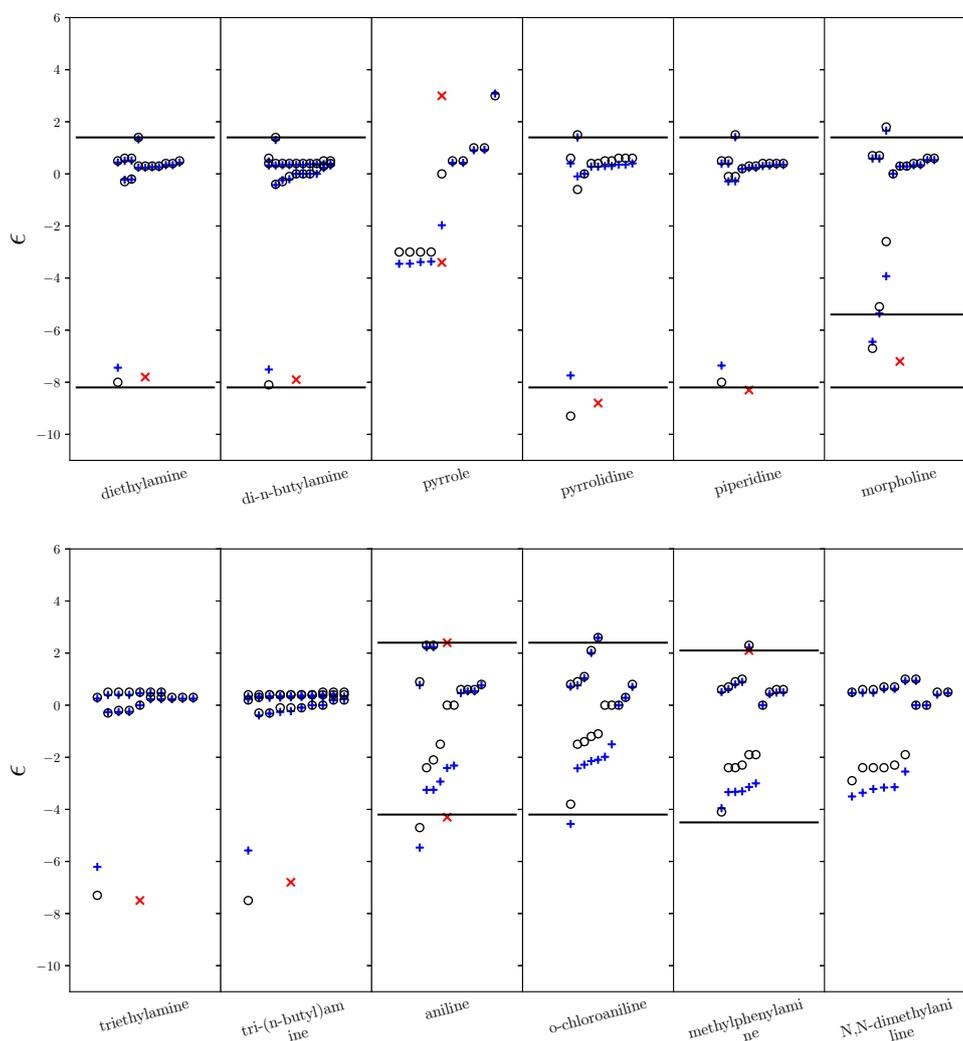 6
4
2
0
−2
−4
−6
−8
−10
ϵ
diethylamine
di-n-butylamine
pyrrole
pyrrolidine
piperidine
morpholine
6
4
2
0
−2
−4
−6
−8
−10
ϵ
triethylamine
tri-(n-butyl)am
ine
aniline
o-chloroaniline
methylphenylami
ne
N,N-dimethylani
line